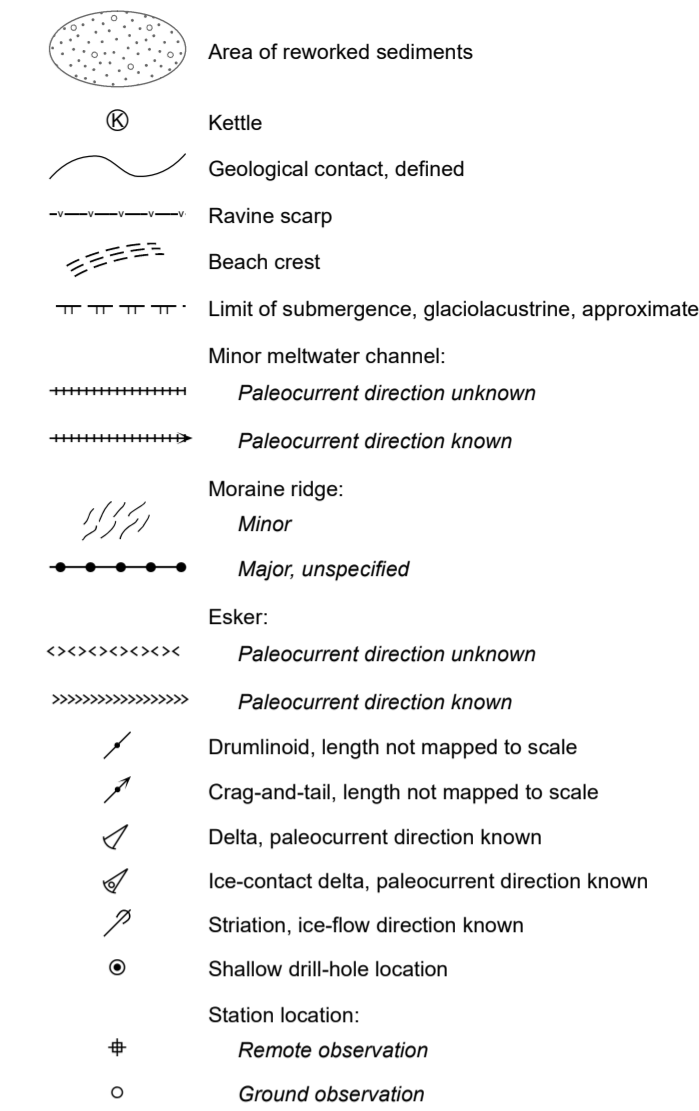 Area of reworked sediments
K
Kettle
Geological contact, defined
Ravine scarp
Beach crest
Limit of submergence, glaciolacustrine, approximate
Minor meltwater channel:
Paleocurrent direction unknown
Paleocurrent direction known
Moraine ridge:
Minor
Major, unspecified
Esker:
Paleocurrent direction unknown
Paleocurrent direction known
Drumlinoid, length not mapped to scale
Crag-and-tail, length not mapped to scale
Delta, paleocurrent direction known
Ice-contact delta, paleocurrent direction known
Striation, ice-flow direction known
Shallow drill-hole location
Station location:
Remote observation
Ground observation